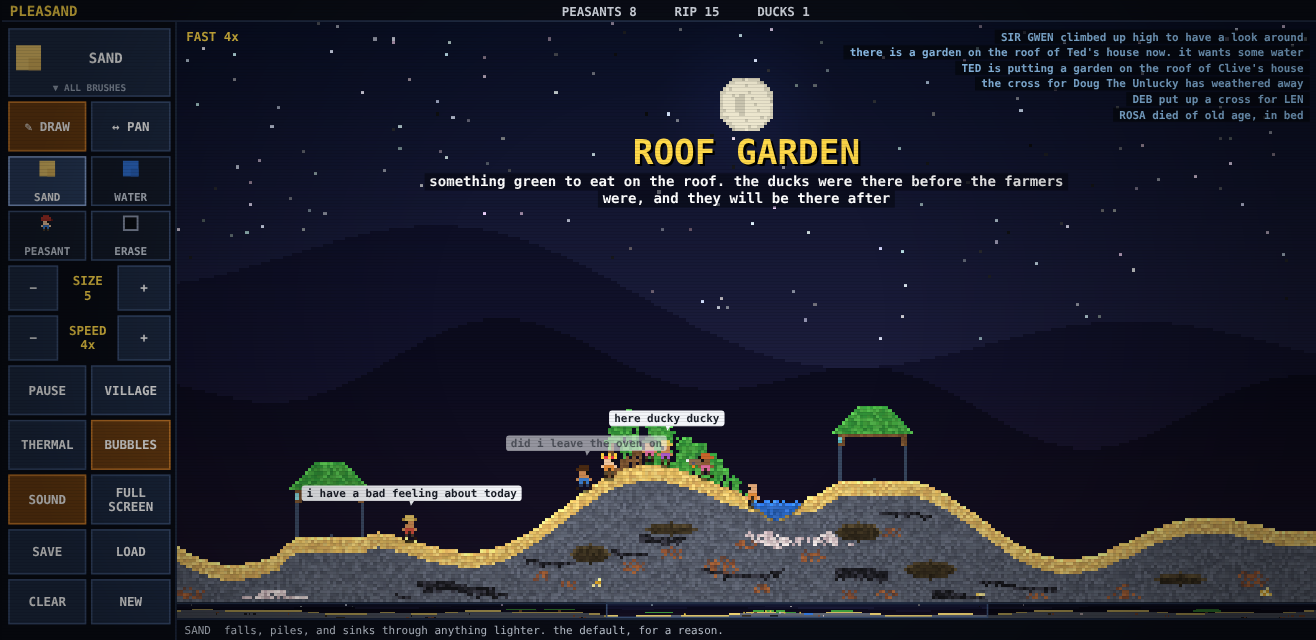 PLEASAND
PEASANTS 8 RIP 15 DUCKS 1
SAND
▼ ALL BRUSHES
✎ DRAW
↔ PAN
SAND
WATER
PEASANT
ERASE
− SIZE 5 +
− SPEED 4x +
PAUSE
VILLAGE
THERMAL
BUBBLES
SOUND
FULL SCREEN
SAVE
LOAD
CLEAR
NEW
FAST 4x
SIR GWEN climbed up high to have a look around
there is a garden on the roof of Ted's house now. it wants some water
TED is putting a garden on the roof of Clive's house
the cross for Doug The Unlucky has weathered away
DEB put up a cross for LEN
ROSA died of old age, in bed
ROOF GARDEN
something green to eat on the roof. the ducks were there before the farmers
were, and they will be there after
here ducky ducky
did i leave the oven on
i have a bad feeling about today
SAND falls, piles, and sinks through anything lighter. the default, for a reason.